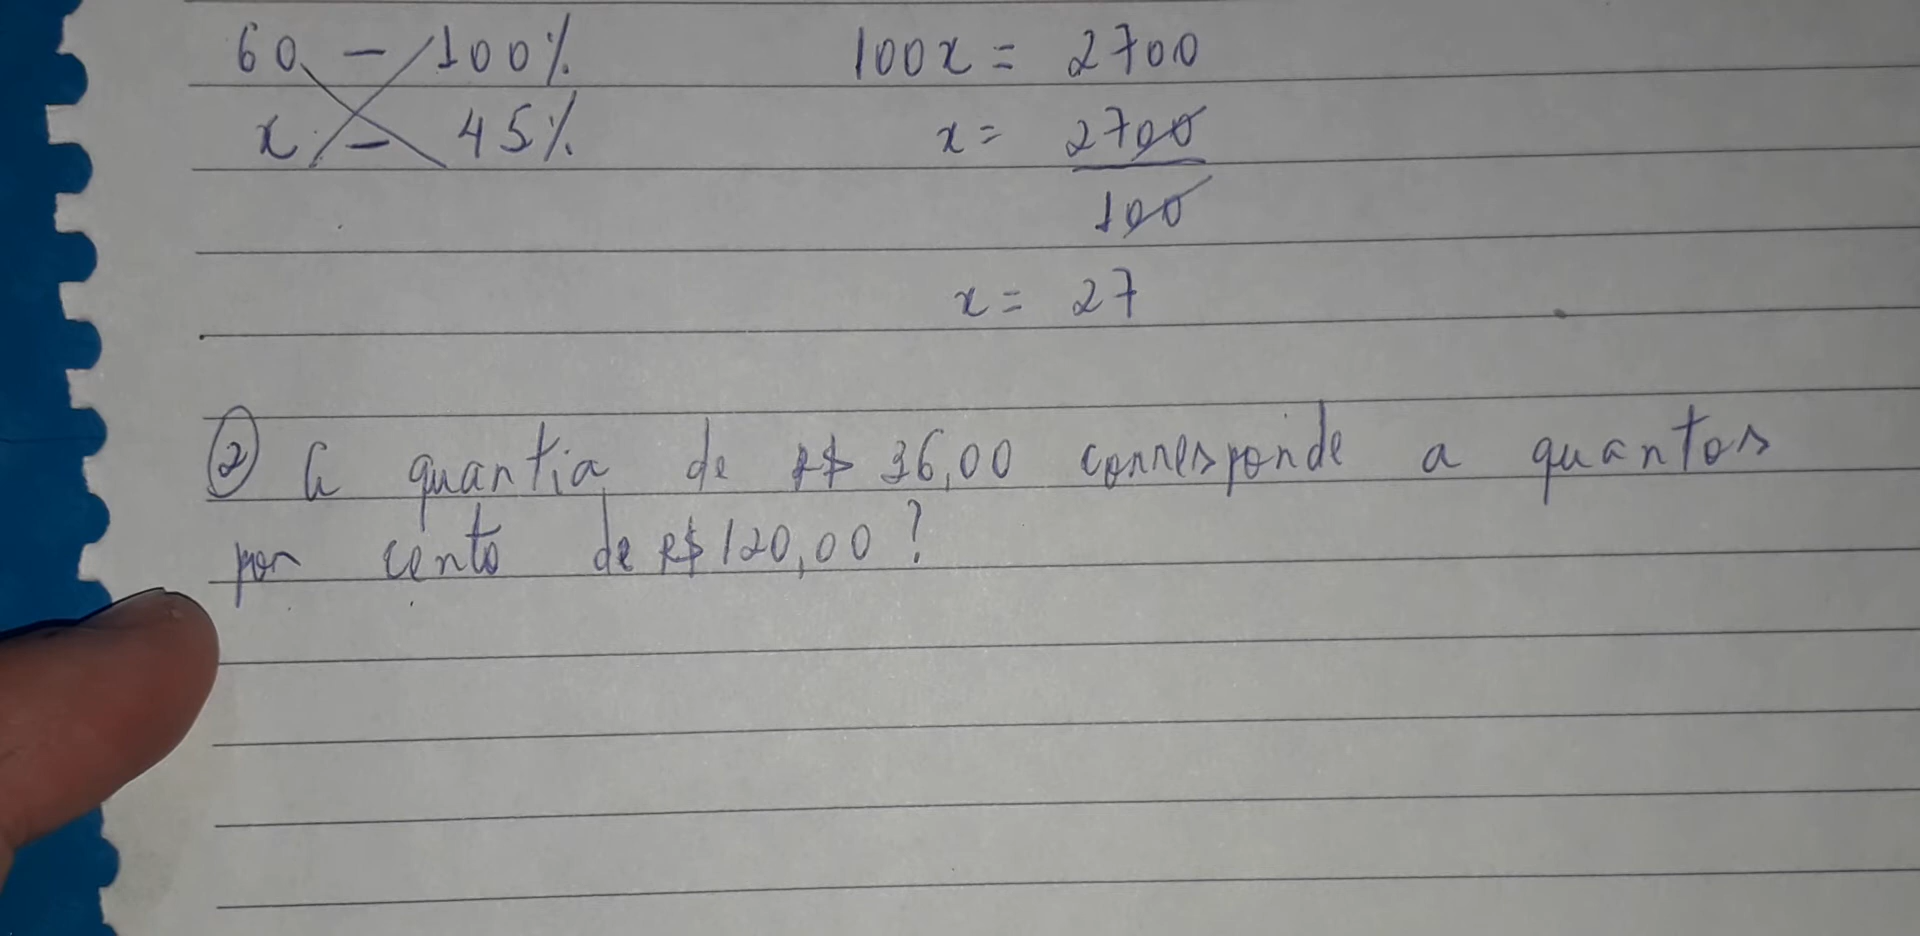 60 - 100% 100x = 2700
x - 45% x = 2700
100
x = 27
2 A quantia de R$ 36,00 corresponde a quantos
por cento de R$ 120,00?